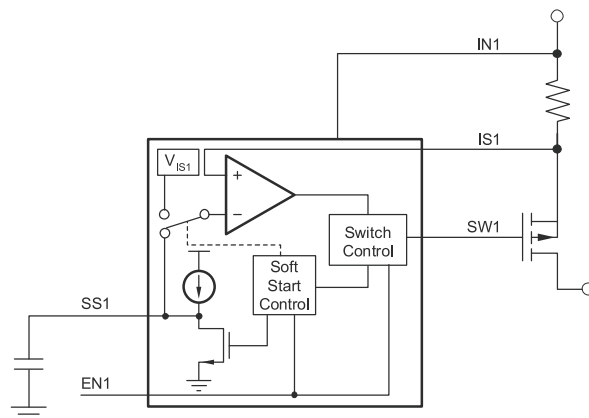 IN1
IS1
V_IS1
+
−
Switch
Control
SW1
Soft
Start
Control
SS1
EN1